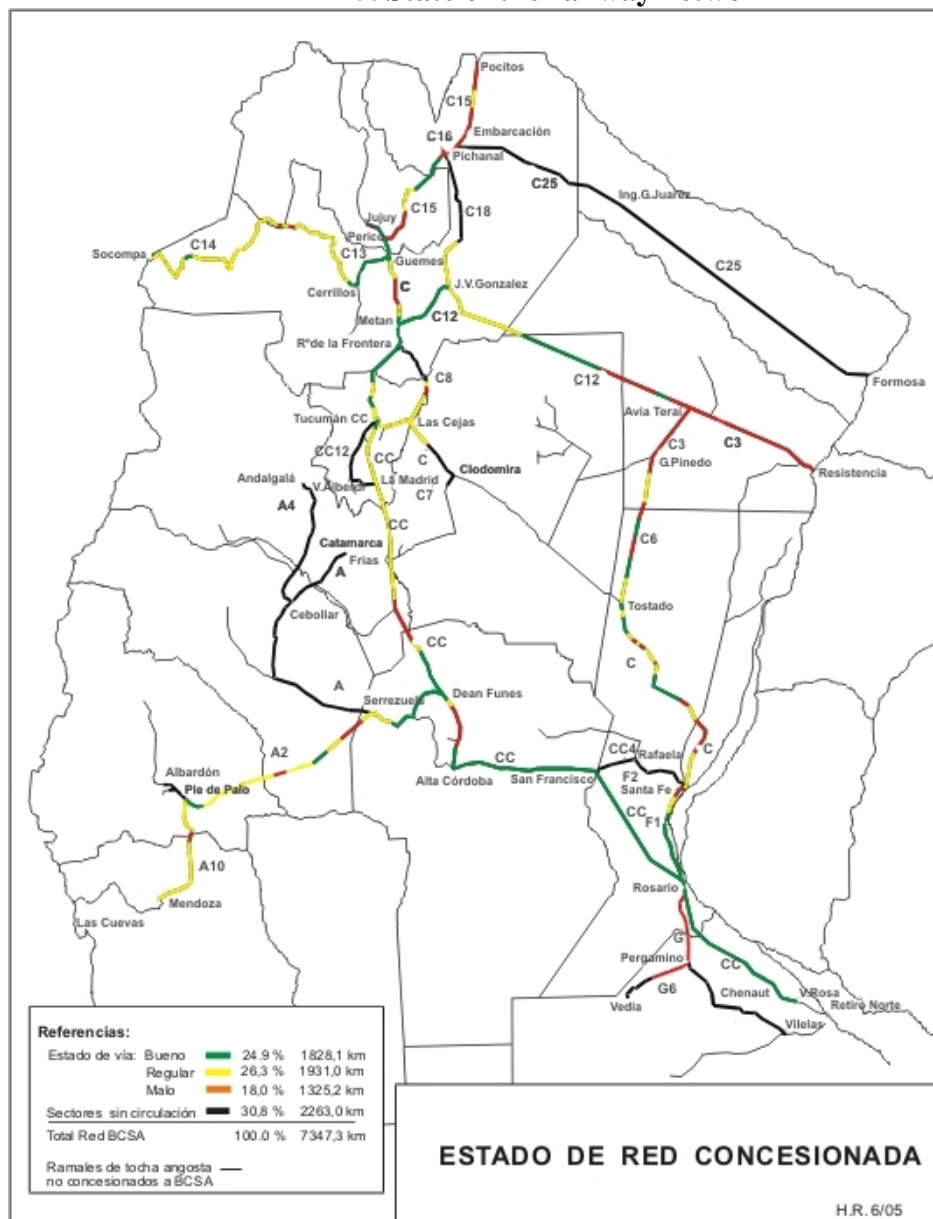 Pocitos
C15
Embarcación
C16
Pichanal
C25
Ing.G.Juarez
C18
C15
Jujuy
Perico
C14
Socompa
C13
Guemes
C25
Cerrillos
C
J.V.Gonzalez
C12
Metan
Rº de la Frontera
C8
C12
Formosa
Avia Terai
Tucumán CC
Las Cejas
CC12
CC
C
C3
C3
G.Pinedo
Clodomira
Resistencia
Andalgalá
V.Alberdi
La Madrid
C7
A4
CC
C6
Catamarca
Frias
A
Cebollar
Tostado
CC
C
A
Serrezuela
Dean Funes
A2
CC
CC4
Rafaela
C
Albardón
Pie de Palo
Alta Córdoba
San Francisco
F2
Santa Fe
CC
F1
A10
Rosario
Mendoza
Las Cuevas
G
Pergamino
CC
G6
Chenaut
V.Rosa
Vedia
Retiro Norte
Vilelas
Referencias:
Estado de vía: Bueno 24.9 % 1828,1 km
Regular 26,3 % 1931,0 km
Malo 18,0 % 1325,2 km
Sectores sin circulación 30,8 % 2263,0 km
Total Red BCSA 100.0 % 7347,3 km
Ramales de tocha angosta
no concesionados a BCSA
ESTADO DE RED CONCESIONADA
H.R. 6/05